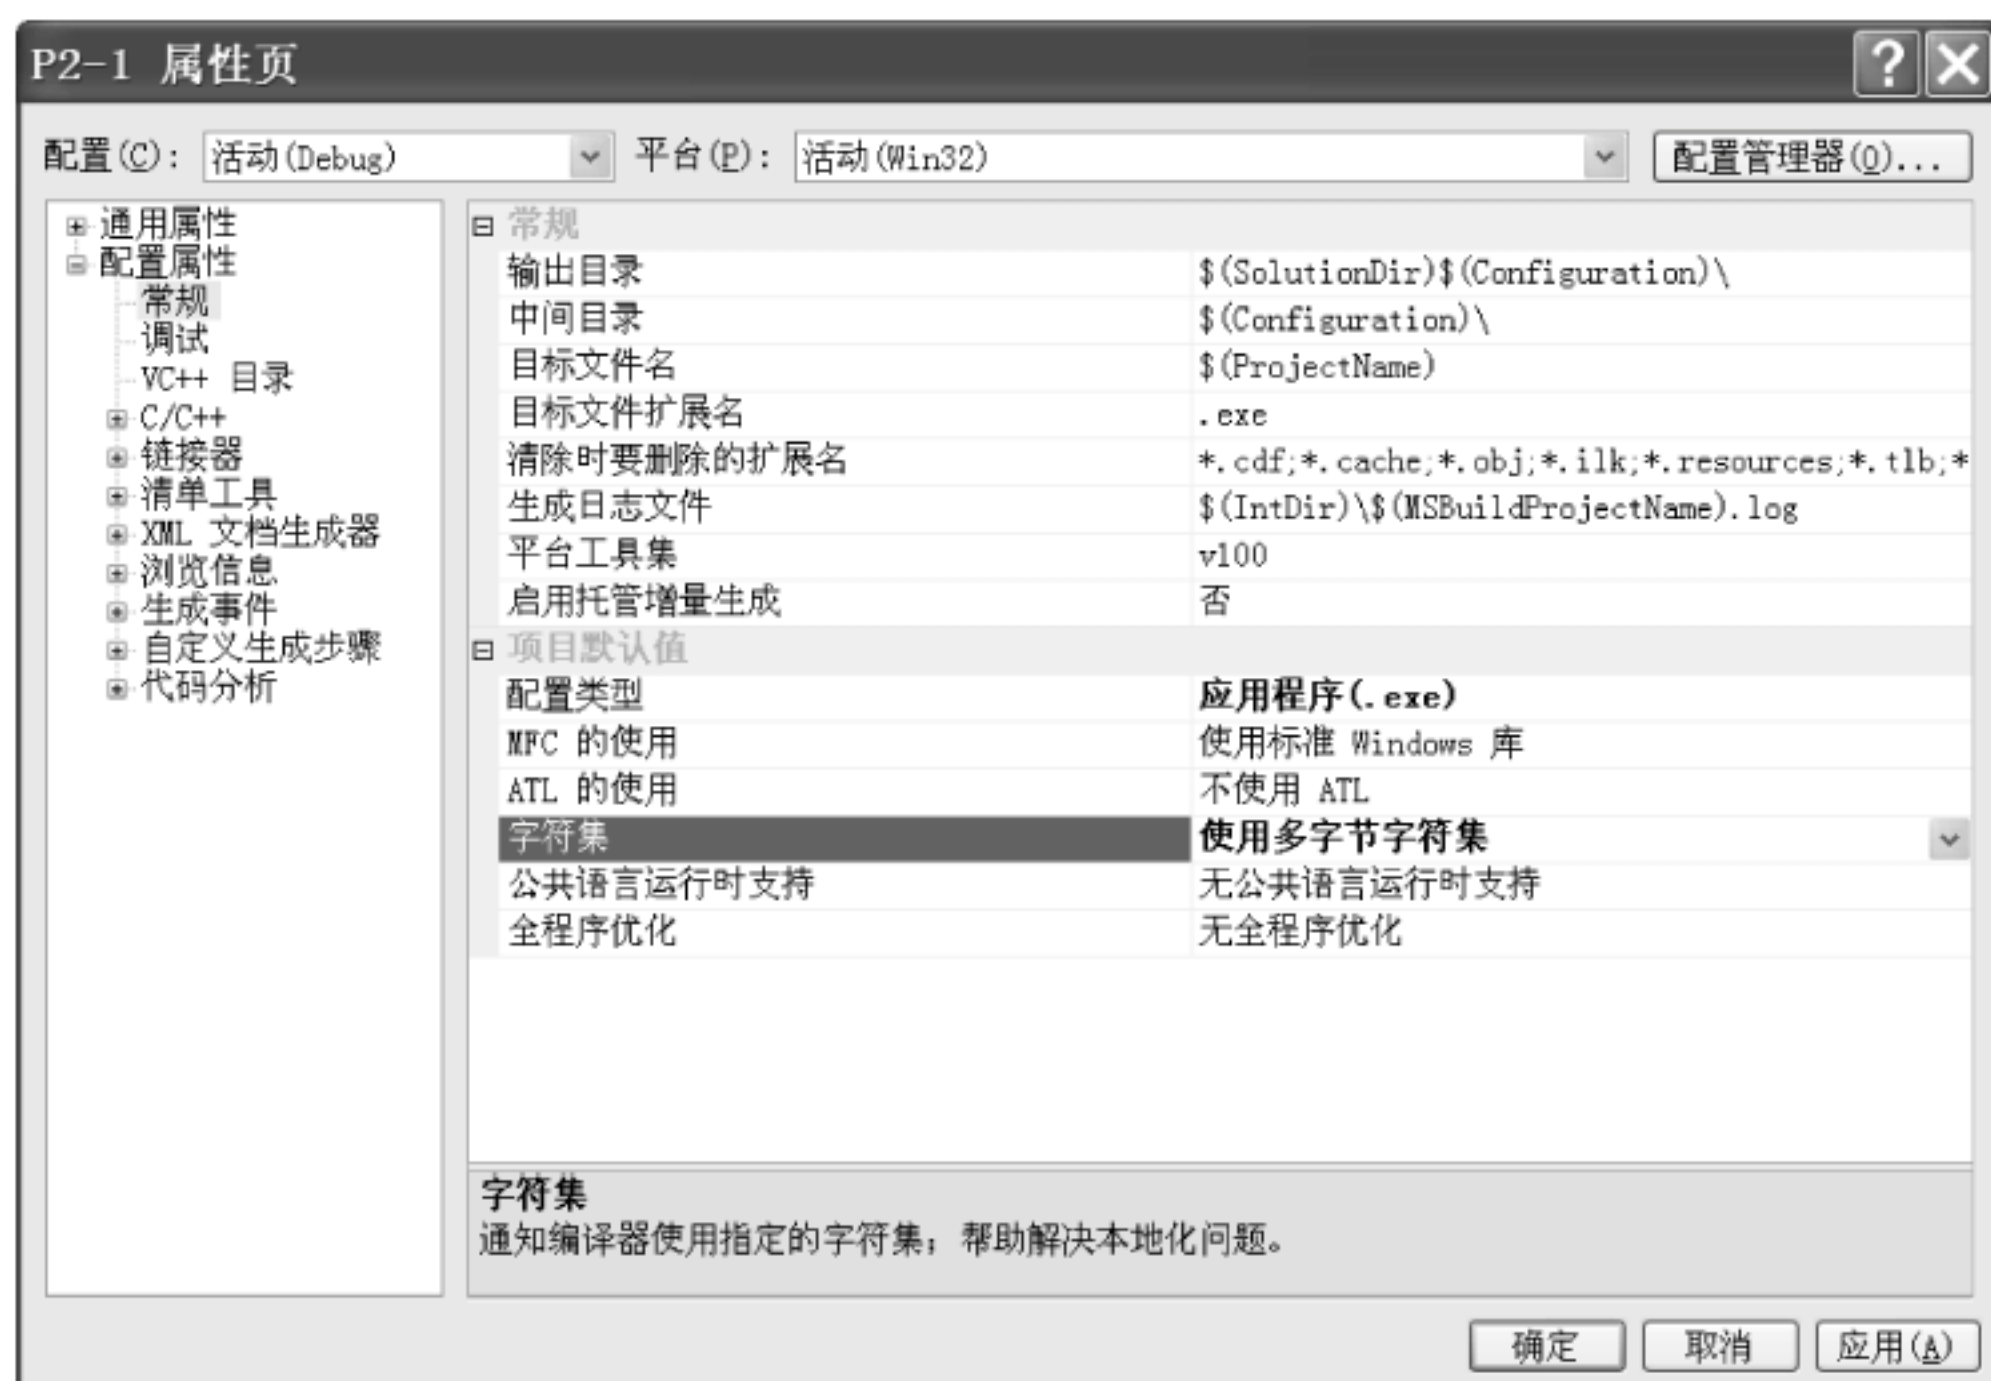 P2-1 属性页
配置(C): 活动(Debug) 平台(P): 活动(Win32) 配置管理器(O)...
通用属性
配置属性
常规
调试
VC++ 目录
C/C++
链接器
清单工具
XML 文档生成器
浏览信息
生成事件
自定义生成步骤
代码分析
常规
输出目录 $(SolutionDir)$(Configuration)\
中间目录 $(Configuration)\
目标文件名 $(ProjectName)
目标文件扩展名 .exe
清除时要删除的扩展名 *.cdf;*.cache;*.obj;*.ilk;*.resources;*.tlb;*
生成日志文件 $(IntDir)\$(MSBuildProjectName).log
平台工具集 v100
启用托管增量生成 否
项目默认值
配置类型 应用程序(.exe)
MFC 的使用 使用标准 Windows 库
ATL 的使用 不使用 ATL
字符集 使用多字节字符集
公共语言运行时支持 无公共语言运行时支持
全程序优化 无全程序优化
字符集
通知编译器使用指定的字符集; 帮助解决本地化问题。
确定 取消 应用(A)